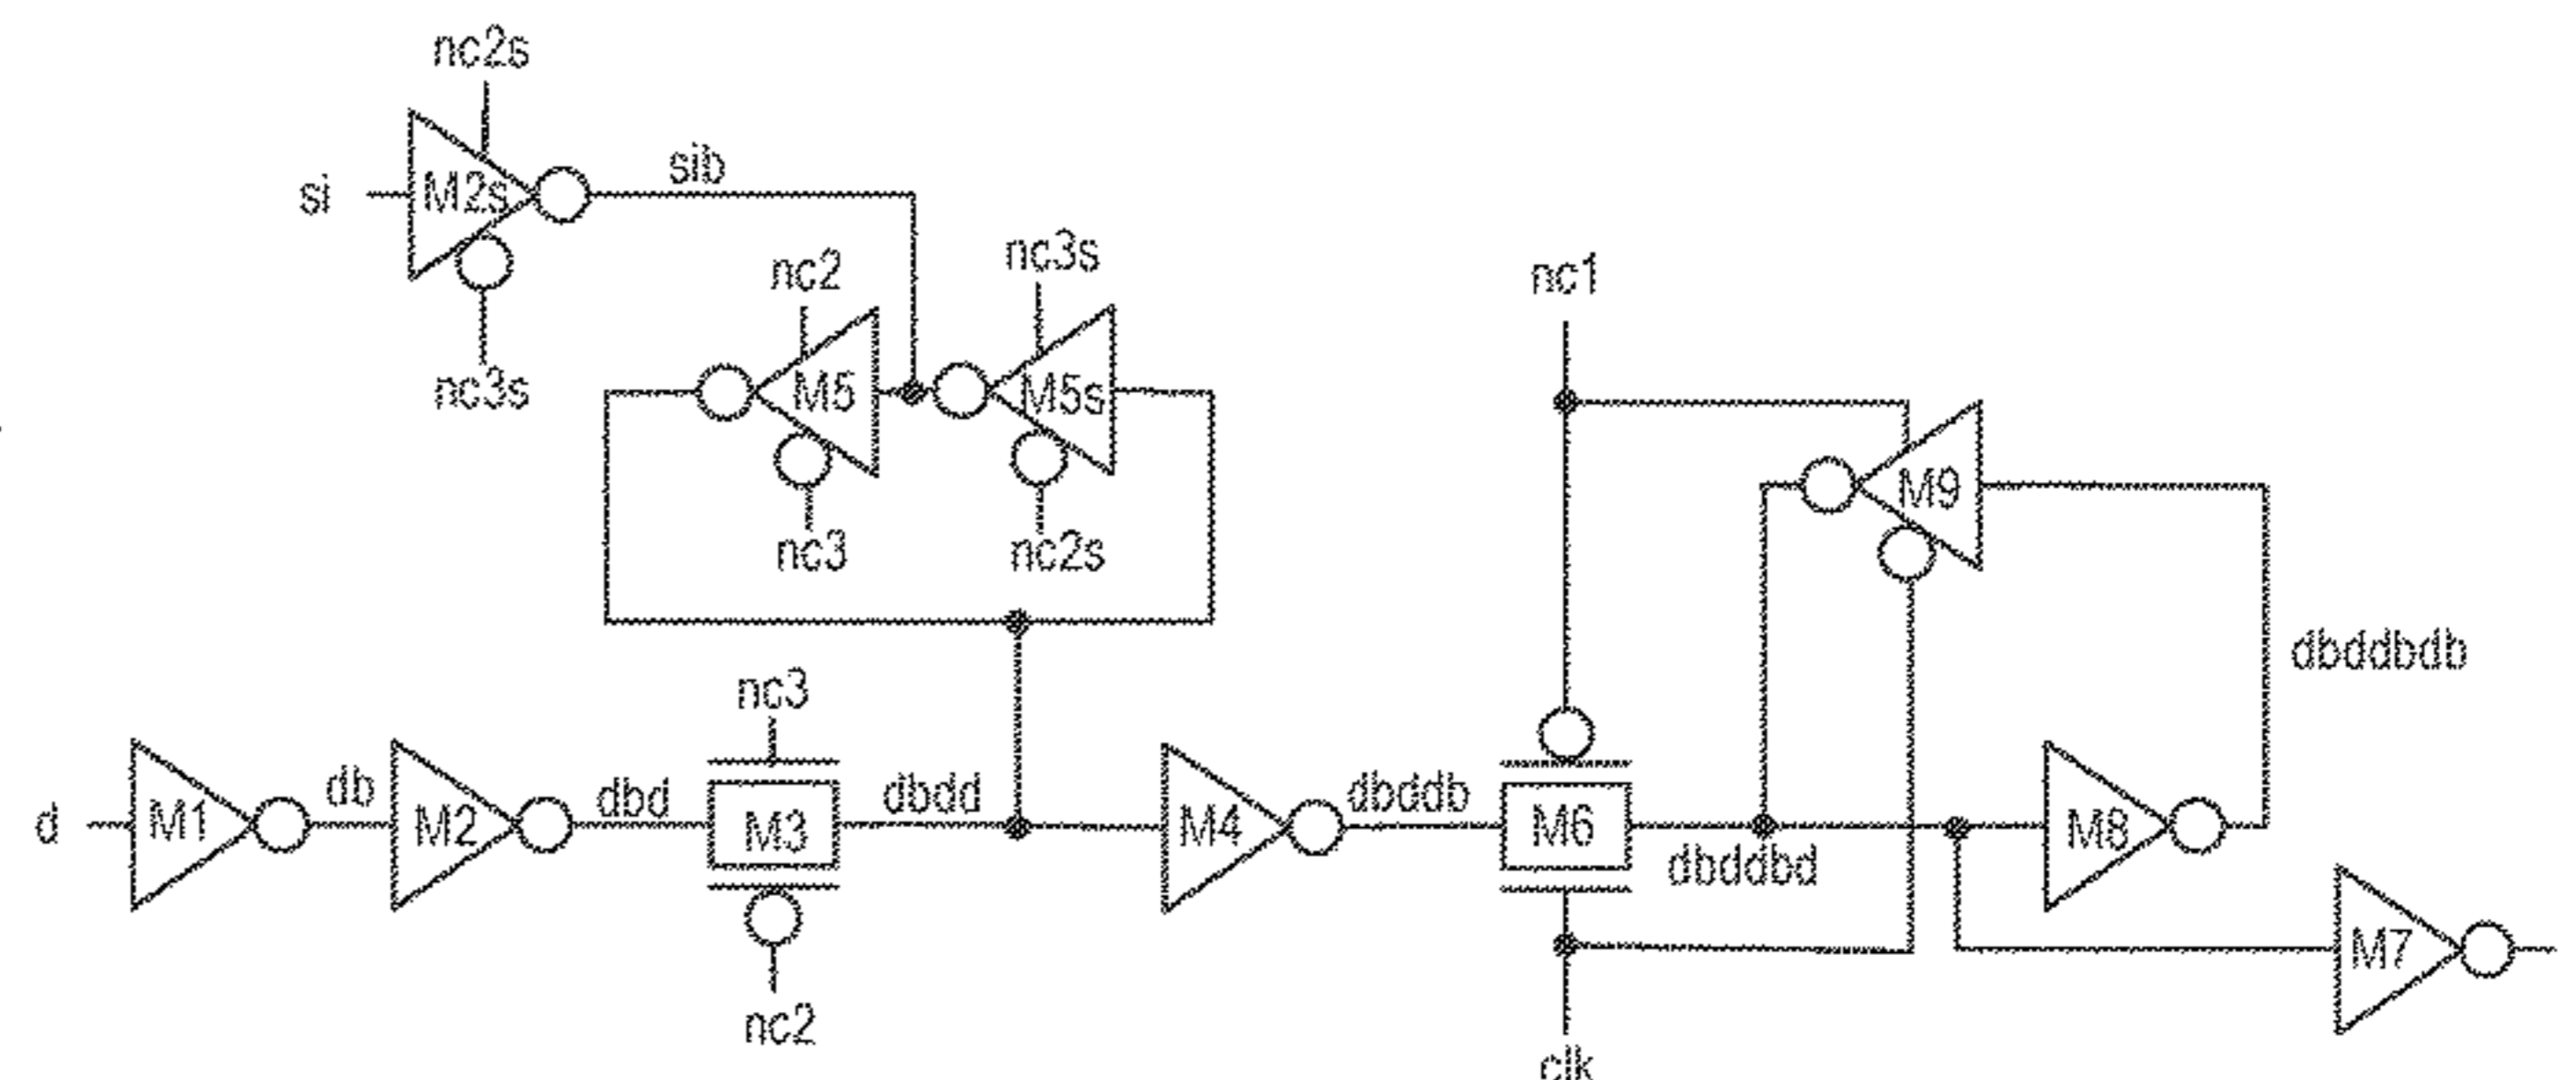 nc2s
si
M2s
sib
nc3s
nc2
nc3s
M5
M5s
nc3
nc2s
nc1
M9
dbddbdb
nc3
d
M1
db
M2
dbd
M3
dbdd
M4
dbddb
M6
dbddbd
M8
M7
nc2
clk